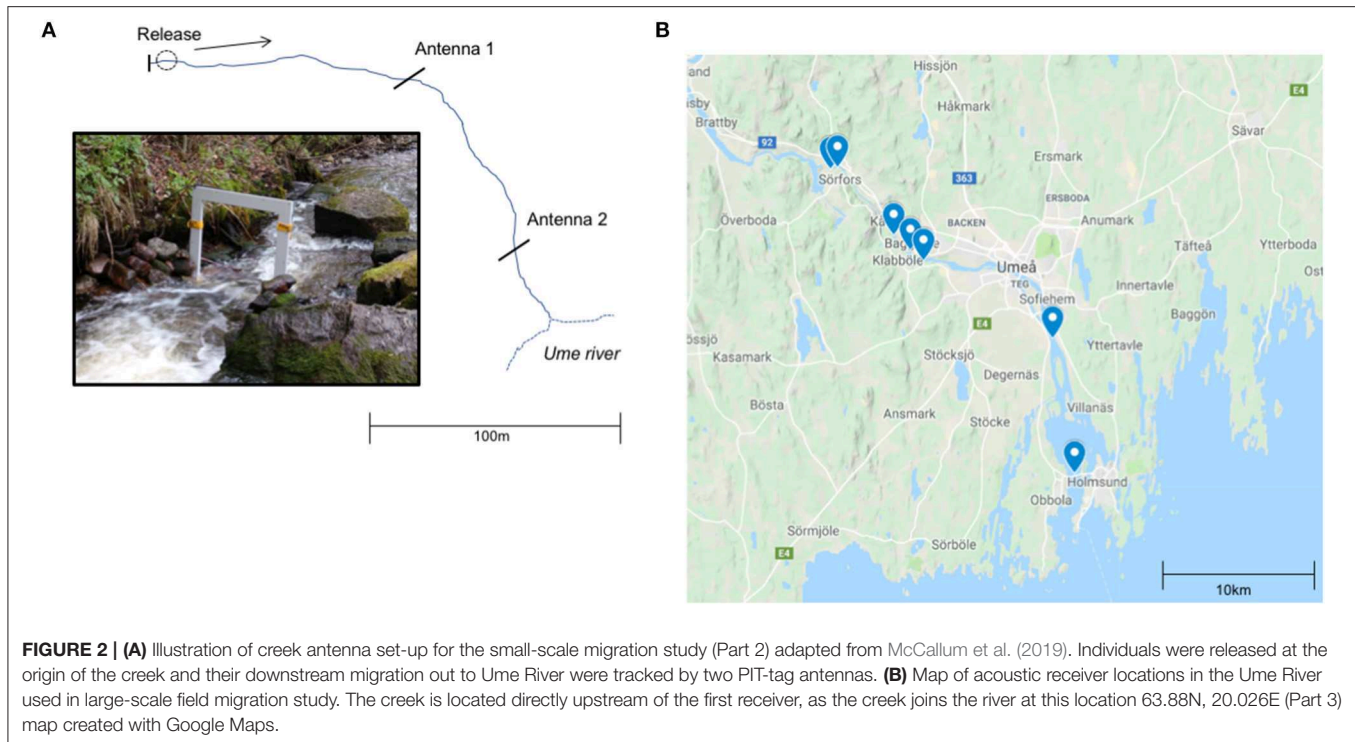 A
Release
Antenna 1
Antenna 2
Ume river
100m
B
land
Hissjön
Håkmark
E4
Sävar
Brattby
92
Sörfors
363
Ersmark
ERSBODA
Överboda
BACKEN
Anumark
Täfteå
Ytterboda
Klabböle
Umeå
TEG
Innertavle
Sofiehem
Baggön
E4
Kasamark
Stöcksjö
Yttertavle
Degernäs
Bösta
Ansmark
Stöcke
Villanäs
Holmsund
Obbola
Sörmjöle
E4
Sörböle
10km
FIGURE 2 | (A) Illustration of creek antenna set-up for the small-scale migration study (Part 2) adapted from McCallum et al. (2019). Individuals were released at the
origin of the creek and their downstream migration out to Ume River were tracked by two PIT-tag antennas. (B) Map of acoustic receiver locations in the Ume River
used in large-scale field migration study. The creek is located directly upstream of the first receiver, as the creek joins the river at this location 63.88N, 20.026E (Part 3)
map created with Google Maps.